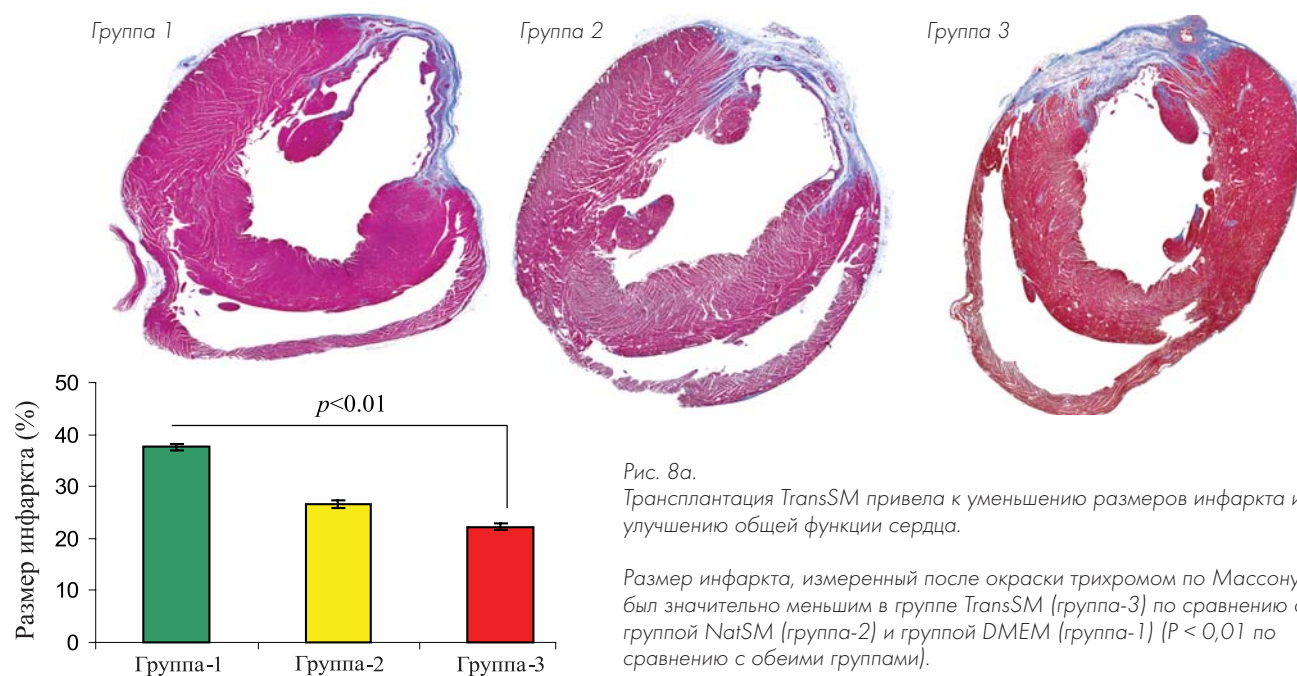 Группа 1
Группа 2
Группа 3
50
40
30
20
10
0
Размер инфаркта (%)
p<0.01
Группа-1
Группа-2
Группа-3
Рис. 8а.
Трансплантация TransSM привела к уменьшению размеров инфаркта и
улучшению общей функции сердца.
Размер инфаркта, измеренный после окраски трихромом по Массону
был значительно меньшим в группе TransSM (группа-3) по сравнению с
группой NatSM (группа-2) и группой DMEM (группа-1) (P < 0,01 по
сравнению с обеими группами).